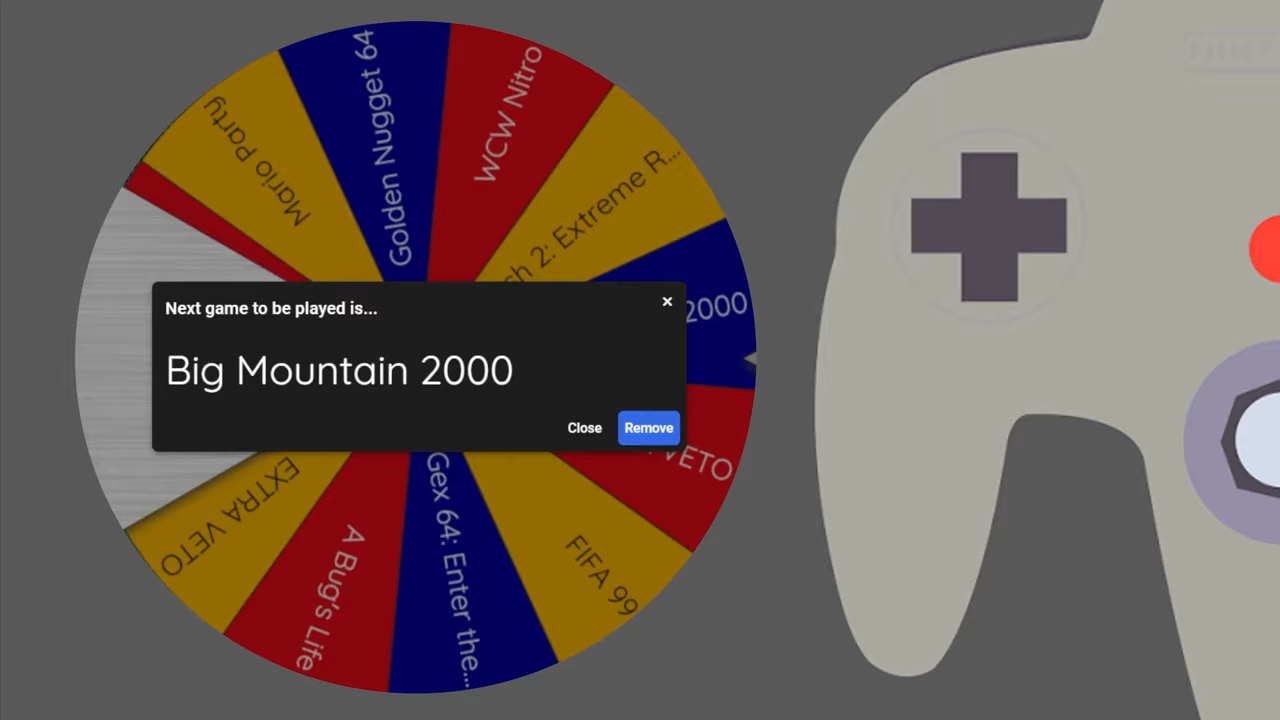 Mario Party
Golden Nugget 64
WCW Nitro
sh 2: Extreme R...
2000
VETO
FIFA 99
Gex 64: Enter the...
A Bug's Life
EXTRA VETO
Next game to be played is...
×
Big Mountain 2000
Close
Remove